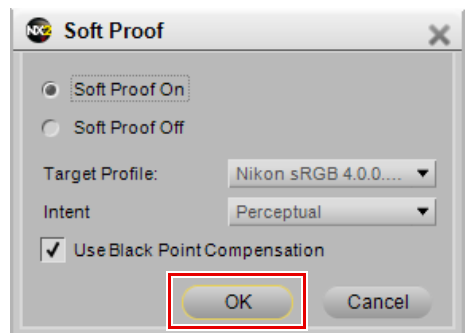 NX2 Soft Proof
Soft Proof On
Soft Proof Off
Target Profile: Nikon sRGB 4.0.0....
Intent Perceptual
Use Black Point Compensation
OK Cancel